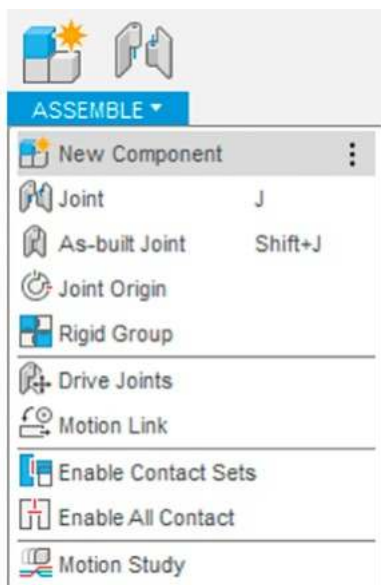 ASSEMBLE
New Component
Joint J
As-built Joint Shift+J
Joint Origin
Rigid Group
Drive Joints
Motion Link
Enable Contact Sets
Enable All Contact
Motion Study